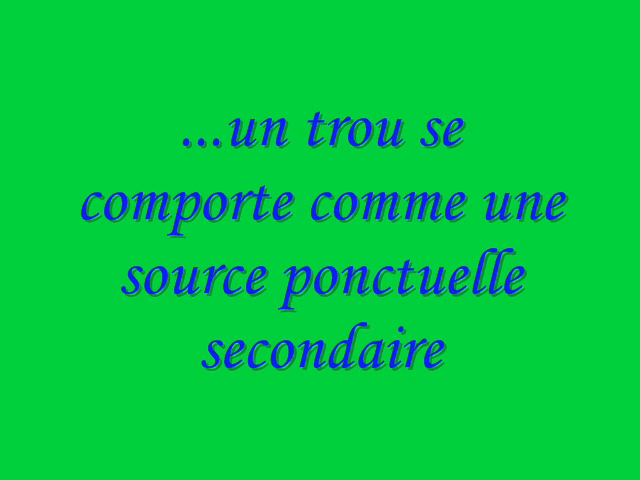 ...un trou se
comporte comme une
source ponctuelle
secondaire